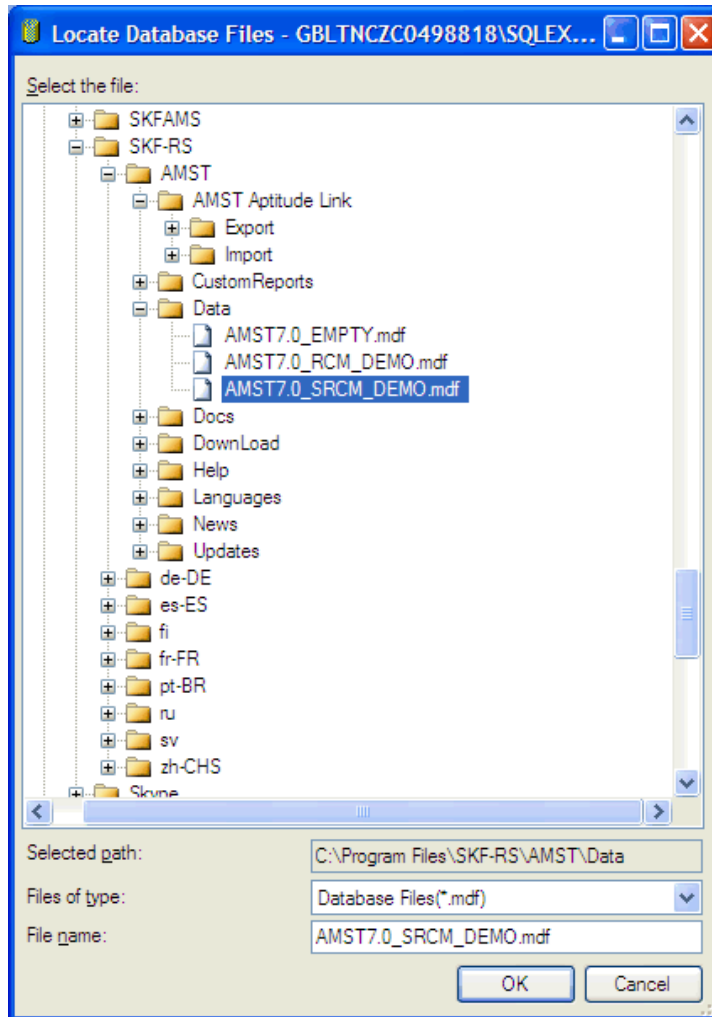 Locate Database Files - GBLTNCZC0498818\SQLEX...
Select the file:
SKFAMS
SKF-RS
AMST
AMST Aptitude Link
Export
Import
CustomReports
Data
AMST7.0_EMPTY.mdf
AMST7.0_RCM_DEMO.mdf
AMST7.0_SRCM_DEMO.mdf
Docs
DownLoad
Help
Languages
News
Updates
de-DE
es-ES
fi
fr-FR
pt-BR
ru
sv
zh-CHS
Skype
Selected path: C:\Program Files\SKF-RS\AMST\Data
Files of type: Database Files(*.mdf)
File name: AMST7.0_SRCM_DEMO.mdf
OK Cancel